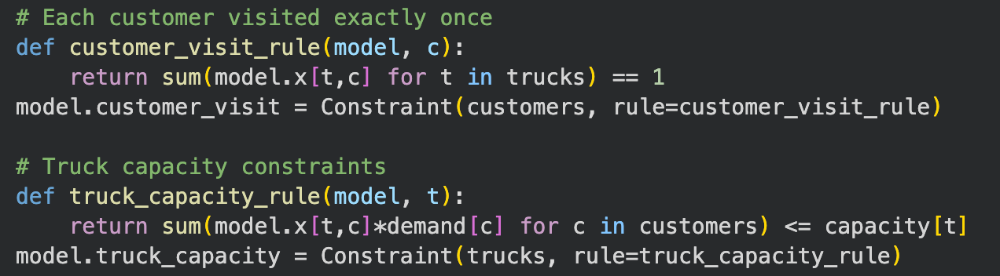 # Each customer visited exactly once
def customer_visit_rule(model, c):
    return sum(model.x[t,c] for t in trucks) == 1
model.customer_visit = Constraint(customers, rule=customer_visit_rule)

# Truck capacity constraints
def truck_capacity_rule(model, t):
    return sum(model.x[t,c]*demand[c] for c in customers) <= capacity[t]
model.truck_capacity = Constraint(trucks, rule=truck_capacity_rule)